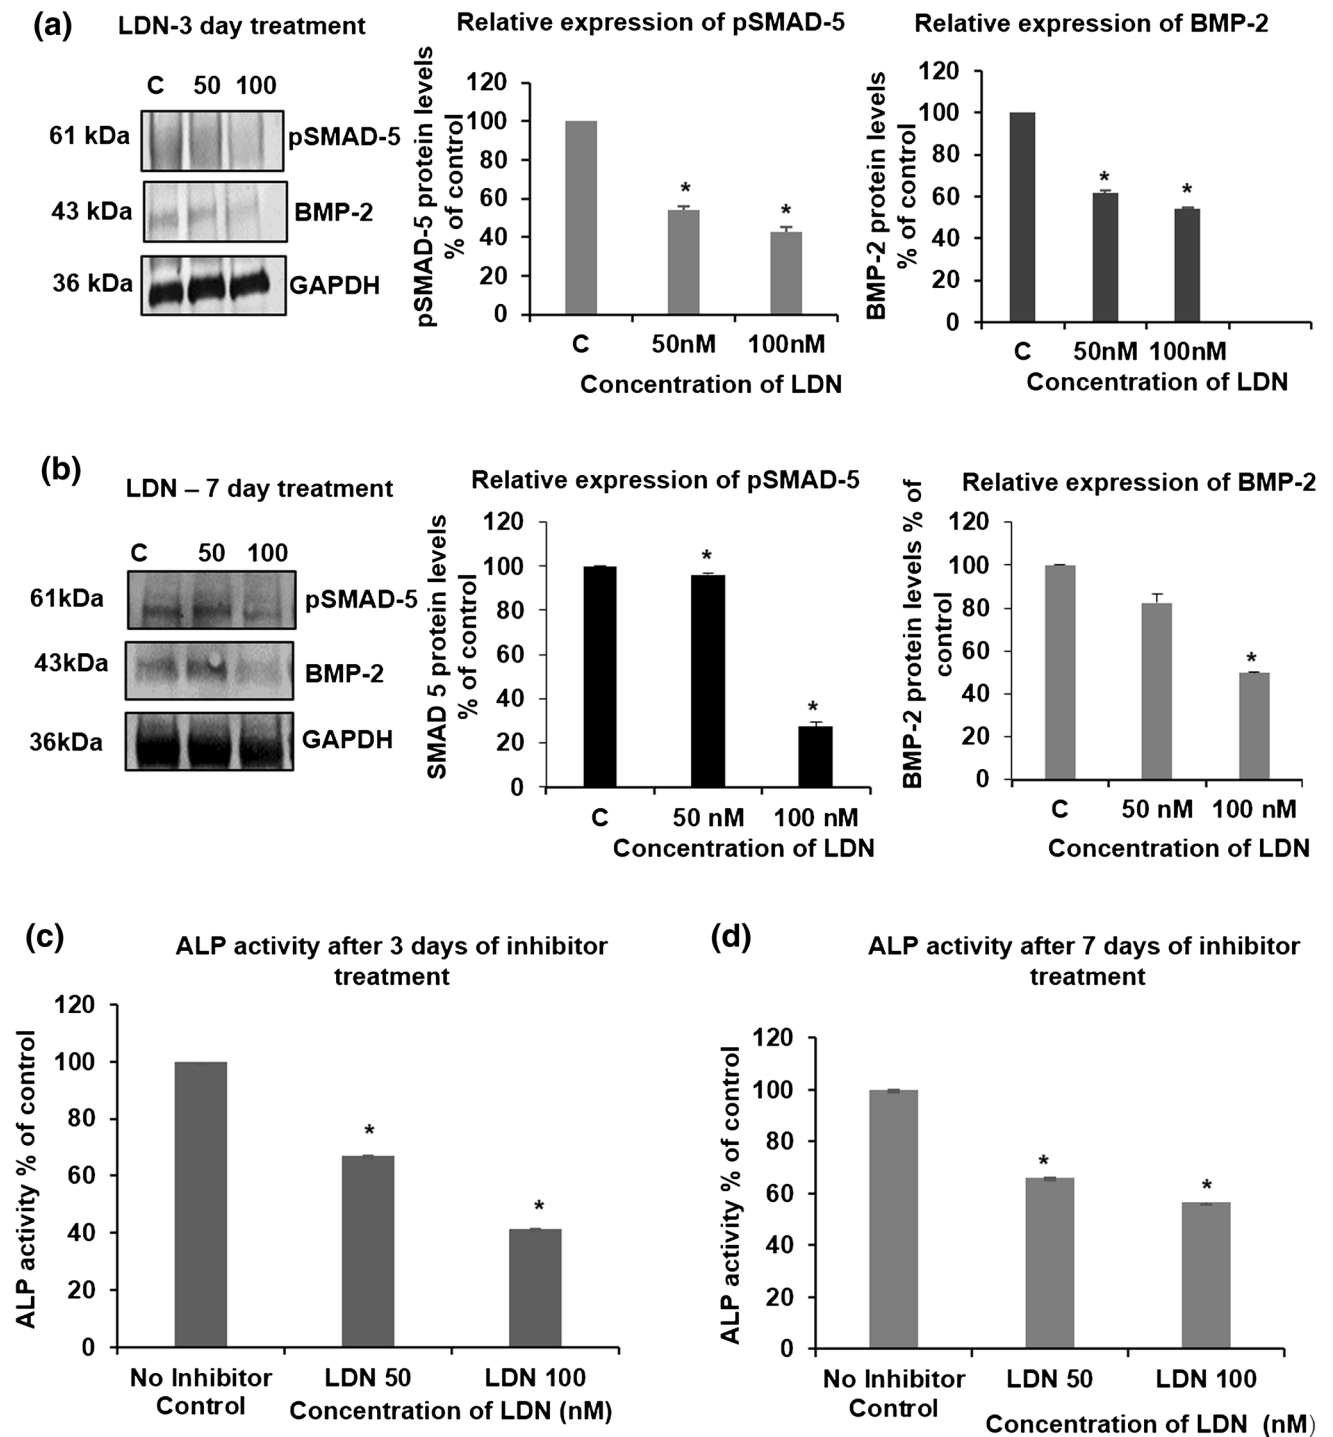 (a)
LDN-3 day treatment
C 50 100
61 kDa
pSMAD-5
43 kDa
BMP-2
36 kDa
GAPDH
Relative expression of pSMAD-5
pSMAD-5 protein levels
% of control
120
100
80
60
40
20
0
*
*
C 50nM 100nM
Concentration of LDN
Relative expression of BMP-2
BMP-2 protein levels
% of control
120
100
80
60
40
20
0
*
*
C 50nM 100nM
Concentration of LDN
(b)
LDN – 7 day treatment
C 50 100
61kDa
pSMAD-5
43kDa
BMP-2
36kDa
GAPDH
Relative expression of pSMAD-5
SMAD 5 protein levels
% of control
120
100
80
60
40
20
0
*
*
C 50 nM 100 nM
Concentration of LDN
Relative expression of BMP-2
BMP-2 protein levels % of
control
120
100
80
60
40
20
0
*
C 50 nM 100 nM
Concentration of LDN
(c)
ALP activity after 3 days of inhibitor
treatment
ALP activity % of control
120
100
80
60
40
20
0
*
*
No Inhibitor
Control
LDN 50
LDN 100
Concentration of LDN (nM)
(d)
ALP activity after 7 days of inhibitor
treatment
ALP activity % of control
120
100
80
60
40
20
0
*
*
No Inhibitor
Control
LDN 50
LDN 100
Concentration of LDN (nM)